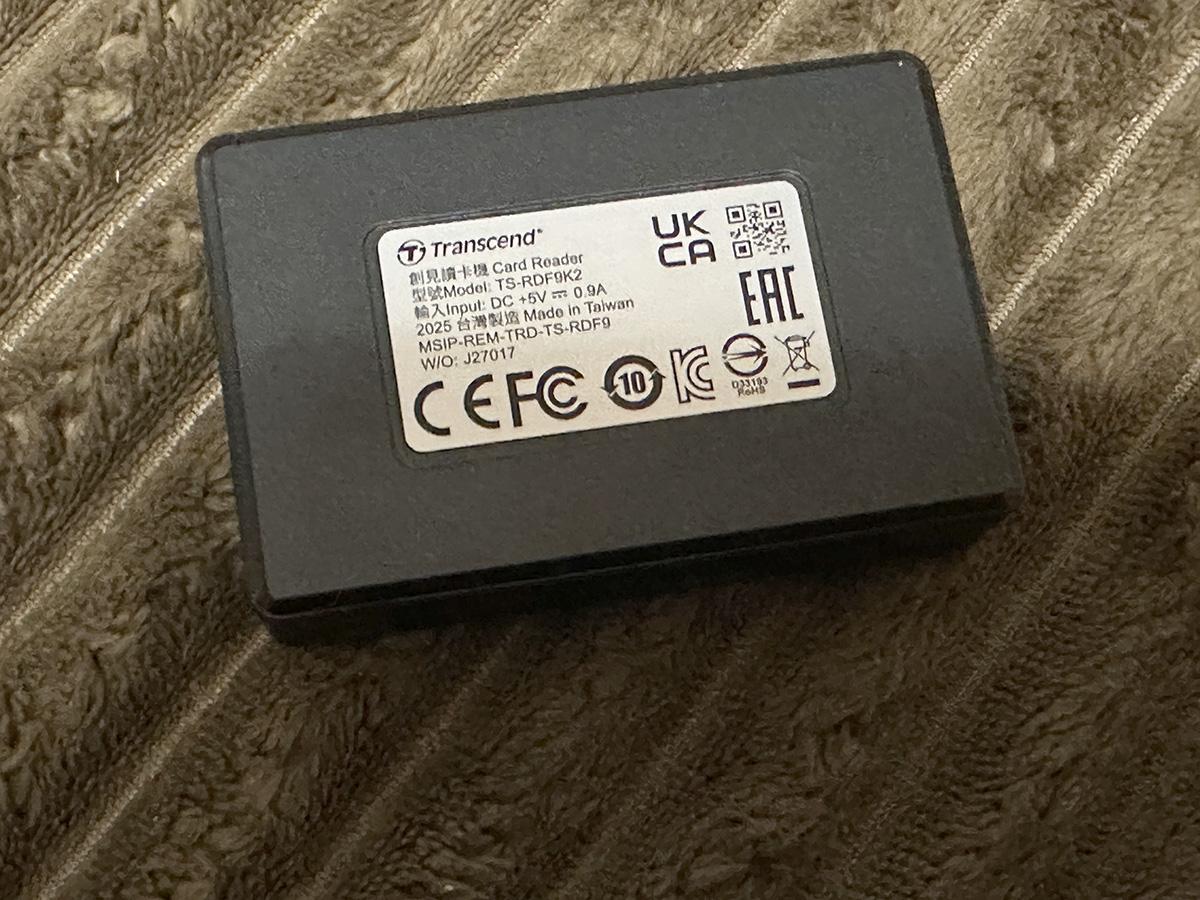 Transcend®
創見讀卡機 Card Reader
型號Model: TS-RDF9K2
輸入Input: DC +5V ⎓ 0.9A
2025 台灣製造 Made in Taiwan
MSIP-REM-TRD-TS-RDF9
W/O: J27017
UK
CA
EAC
CE FC 10 KC
D33193
RoHS